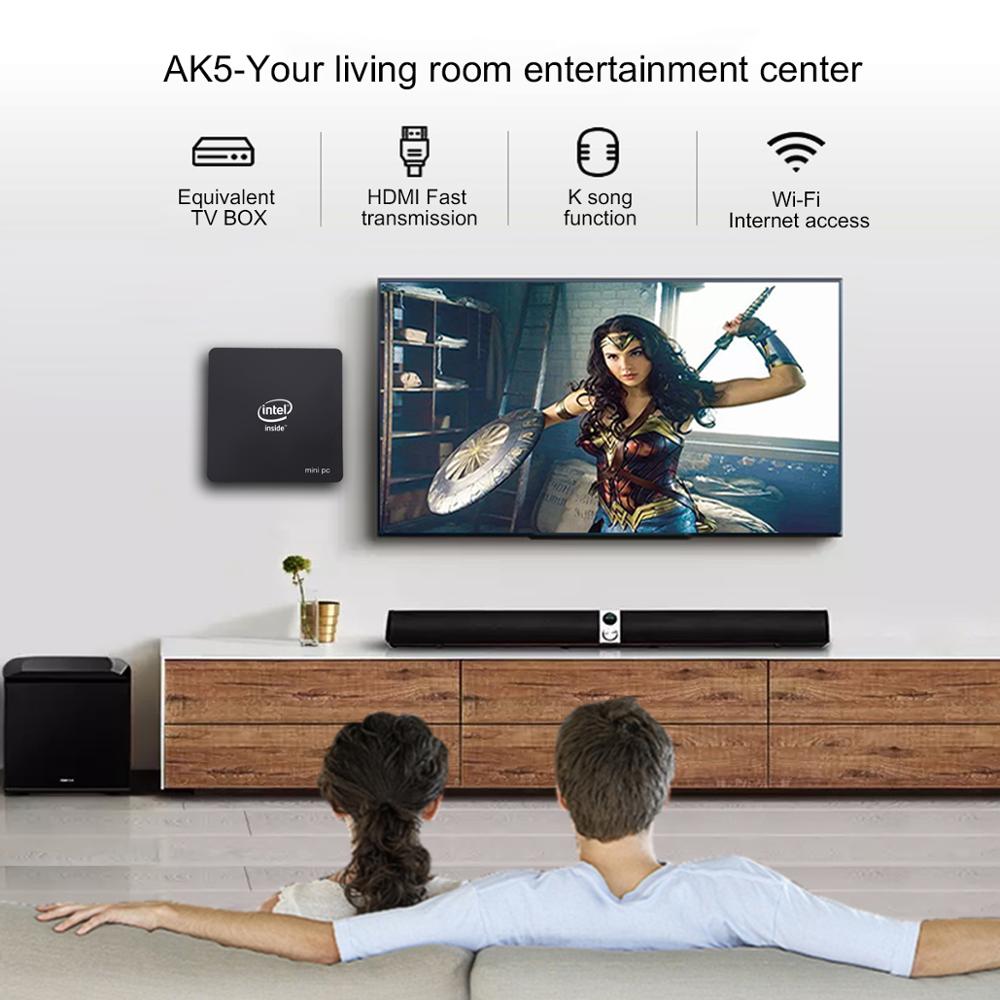 AK5-Your living room entertainment center
Equivalent
TV BOX
HDMI Fast
transmission
K song
function
Wi-Fi
Internet access
intel
inside™
mini pc